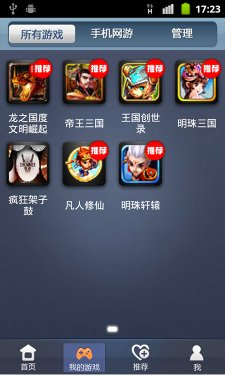 17:23
所有游戏 手机网游 管理
推荐 推荐 推荐 推荐
龙之国度 帝王三国 王国创世 明珠三国
文明崛起 录
推荐 推荐
疯狂架子 凡人修仙 明珠轩辕
鼓
首页 我的游戏 推荐 我